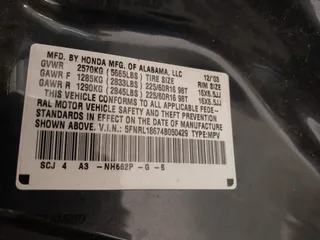 MFD. BY HONDA MFG. OF ALABAMA, LLC
GVWR 2570KG (5665LBS) 12/03
GAWR F 1285KG (2833LBS) TIRE SIZE RIM SIZE
GAWR R 1290KG (2845LBS) 225/60R16 98T 16X6.5JJ
225/60R16 98T 16X6.5JJ
THIS VEHICLE CONFORMS TO ALL APPLICABLE FEDE-
RAL MOTOR VEHICLE SAFETY AND THEFT PREVENTION
STANDARDS IN EFFECT ON THE DATE OF MANUFACTURE
SHOWN ABOVE. V.I.N.: 5FNRL18674B050429 TYPE:MPV
SCJ 4 A3 -NH662P -G -B